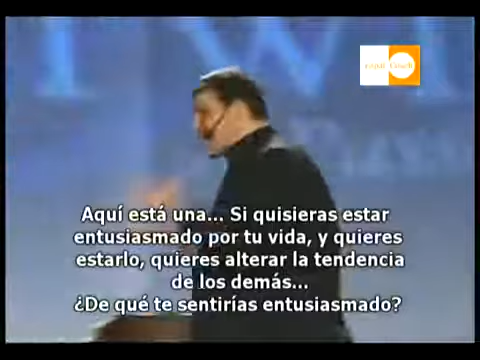 Aquí está una... Si quisieras estar
entusiasmado por tu vida, y quieres
estarlo, quieres alterar la tendencia
de los demás...
¿De qué te sentirías entusiasmado?